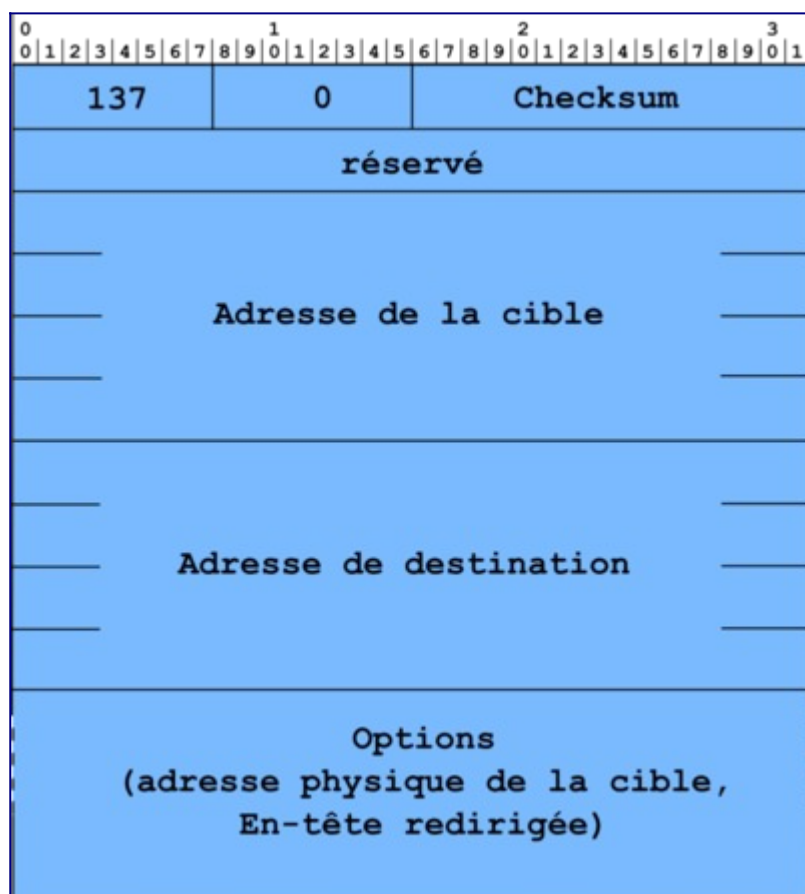 0 1 2 3
0 1 2 3 4 5 6 7 8 9 0 1 2 3 4 5 6 7 8 9 0 1 2 3 4 5 6 7 8 9 0 1
137 0 Checksum
réservé
Adresse de la cible
Adresse de destination
Options
(adresse physique de la cible,
En-tête redirigée)